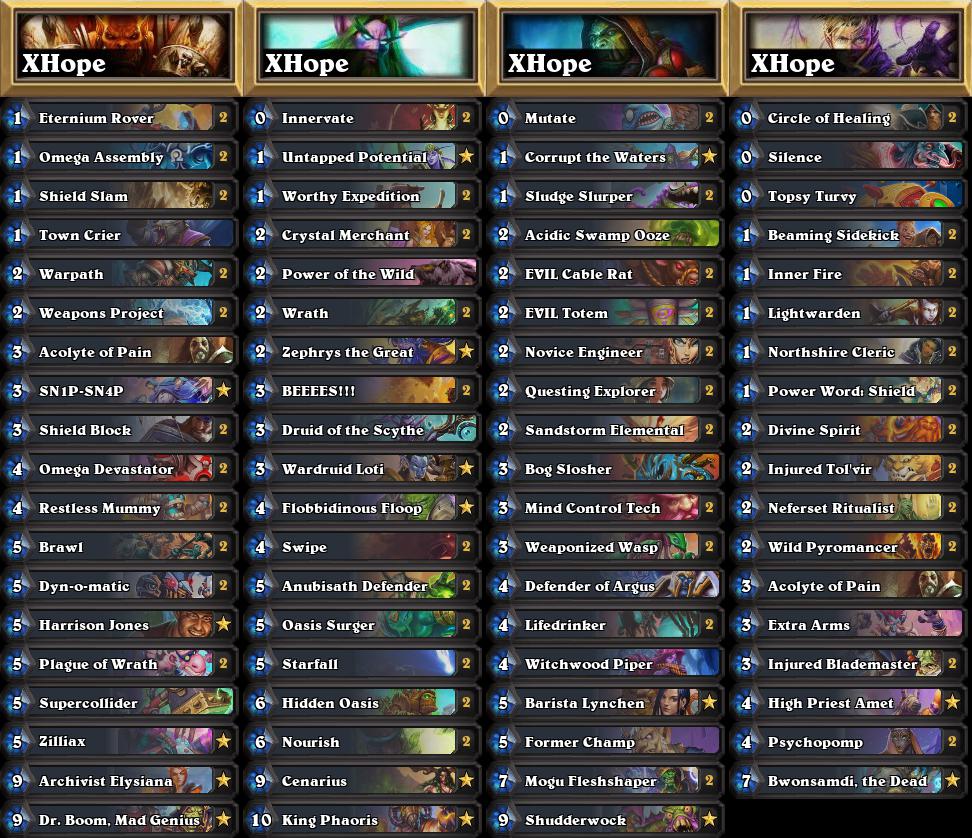 XHope
1 Eternium Rover 2
1 Omega Assembly 2
1 Shield Slam 2
1 Town Crier
2 Warpath 2
2 Weapons Project 2
3 Acolyte of Pain
3 SN1P-SN4P
3 Shield Block 2
4 Omega Devastator 2
4 Restless Mummy 2
5 Brawl 2
5 Dyn-o-matic 2
5 Harrison Jones
5 Plague of Wrath 2
5 Supercollider
5 Zilliax
9 Archivist Elysiana
9 Dr. Boom, Mad Genius
XHope
0 Innervate 2
1 Untapped Potential
1 Worthy Expedition 2
2 Crystal Merchant 2
2 Power of the Wild
2 Wrath 2
2 Zephrys the Great
3 BEEEES!!! 2
3 Druid of the Scythe
3 Wardruid Loti
4 Flobbidinous Floop
4 Swipe 2
5 Anubisath Defender 2
5 Oasis Surger 2
5 Starfall 2
6 Hidden Oasis 2
6 Nourish 2
9 Cenarius
10 King Phaoris
XHope
0 Mutate 2
1 Corrupt the Waters
1 Sludge Slurper 2
2 Acidic Swamp Ooze
2 EVIL Cable Rat 2
2 EVIL Totem 2
2 Novice Engineer 2
2 Questing Explorer 2
2 Sandstorm Elemental 2
3 Bog Slosher
3 Mind Control Tech 2
3 Weaponized Wasp 2
4 Defender of Argus
4 Lifedrinker 2
4 Witchwood Piper
5 Barista Lynchen
5 Former Champ
7 Mogu Fleshshaper 2
9 Shudderwock
XHope
0 Circle of Healing 2
0 Silence
0 Topsy Turvy
1 Beaming Sidekick 2
1 Inner Fire 2
1 Lightwarden 2
1 Northshire Cleric 2
1 Power Word: Shield 2
2 Divine Spirit 2
2 Injured Tol'vir 2
2 Neferset Ritualist 2
2 Wild Pyromancer 2
3 Acolyte of Pain
3 Extra Arms
3 Injured Blademaster 2
4 High Priest Amet
4 Psychopomp 2
7 Bwonsamdi, the Dead